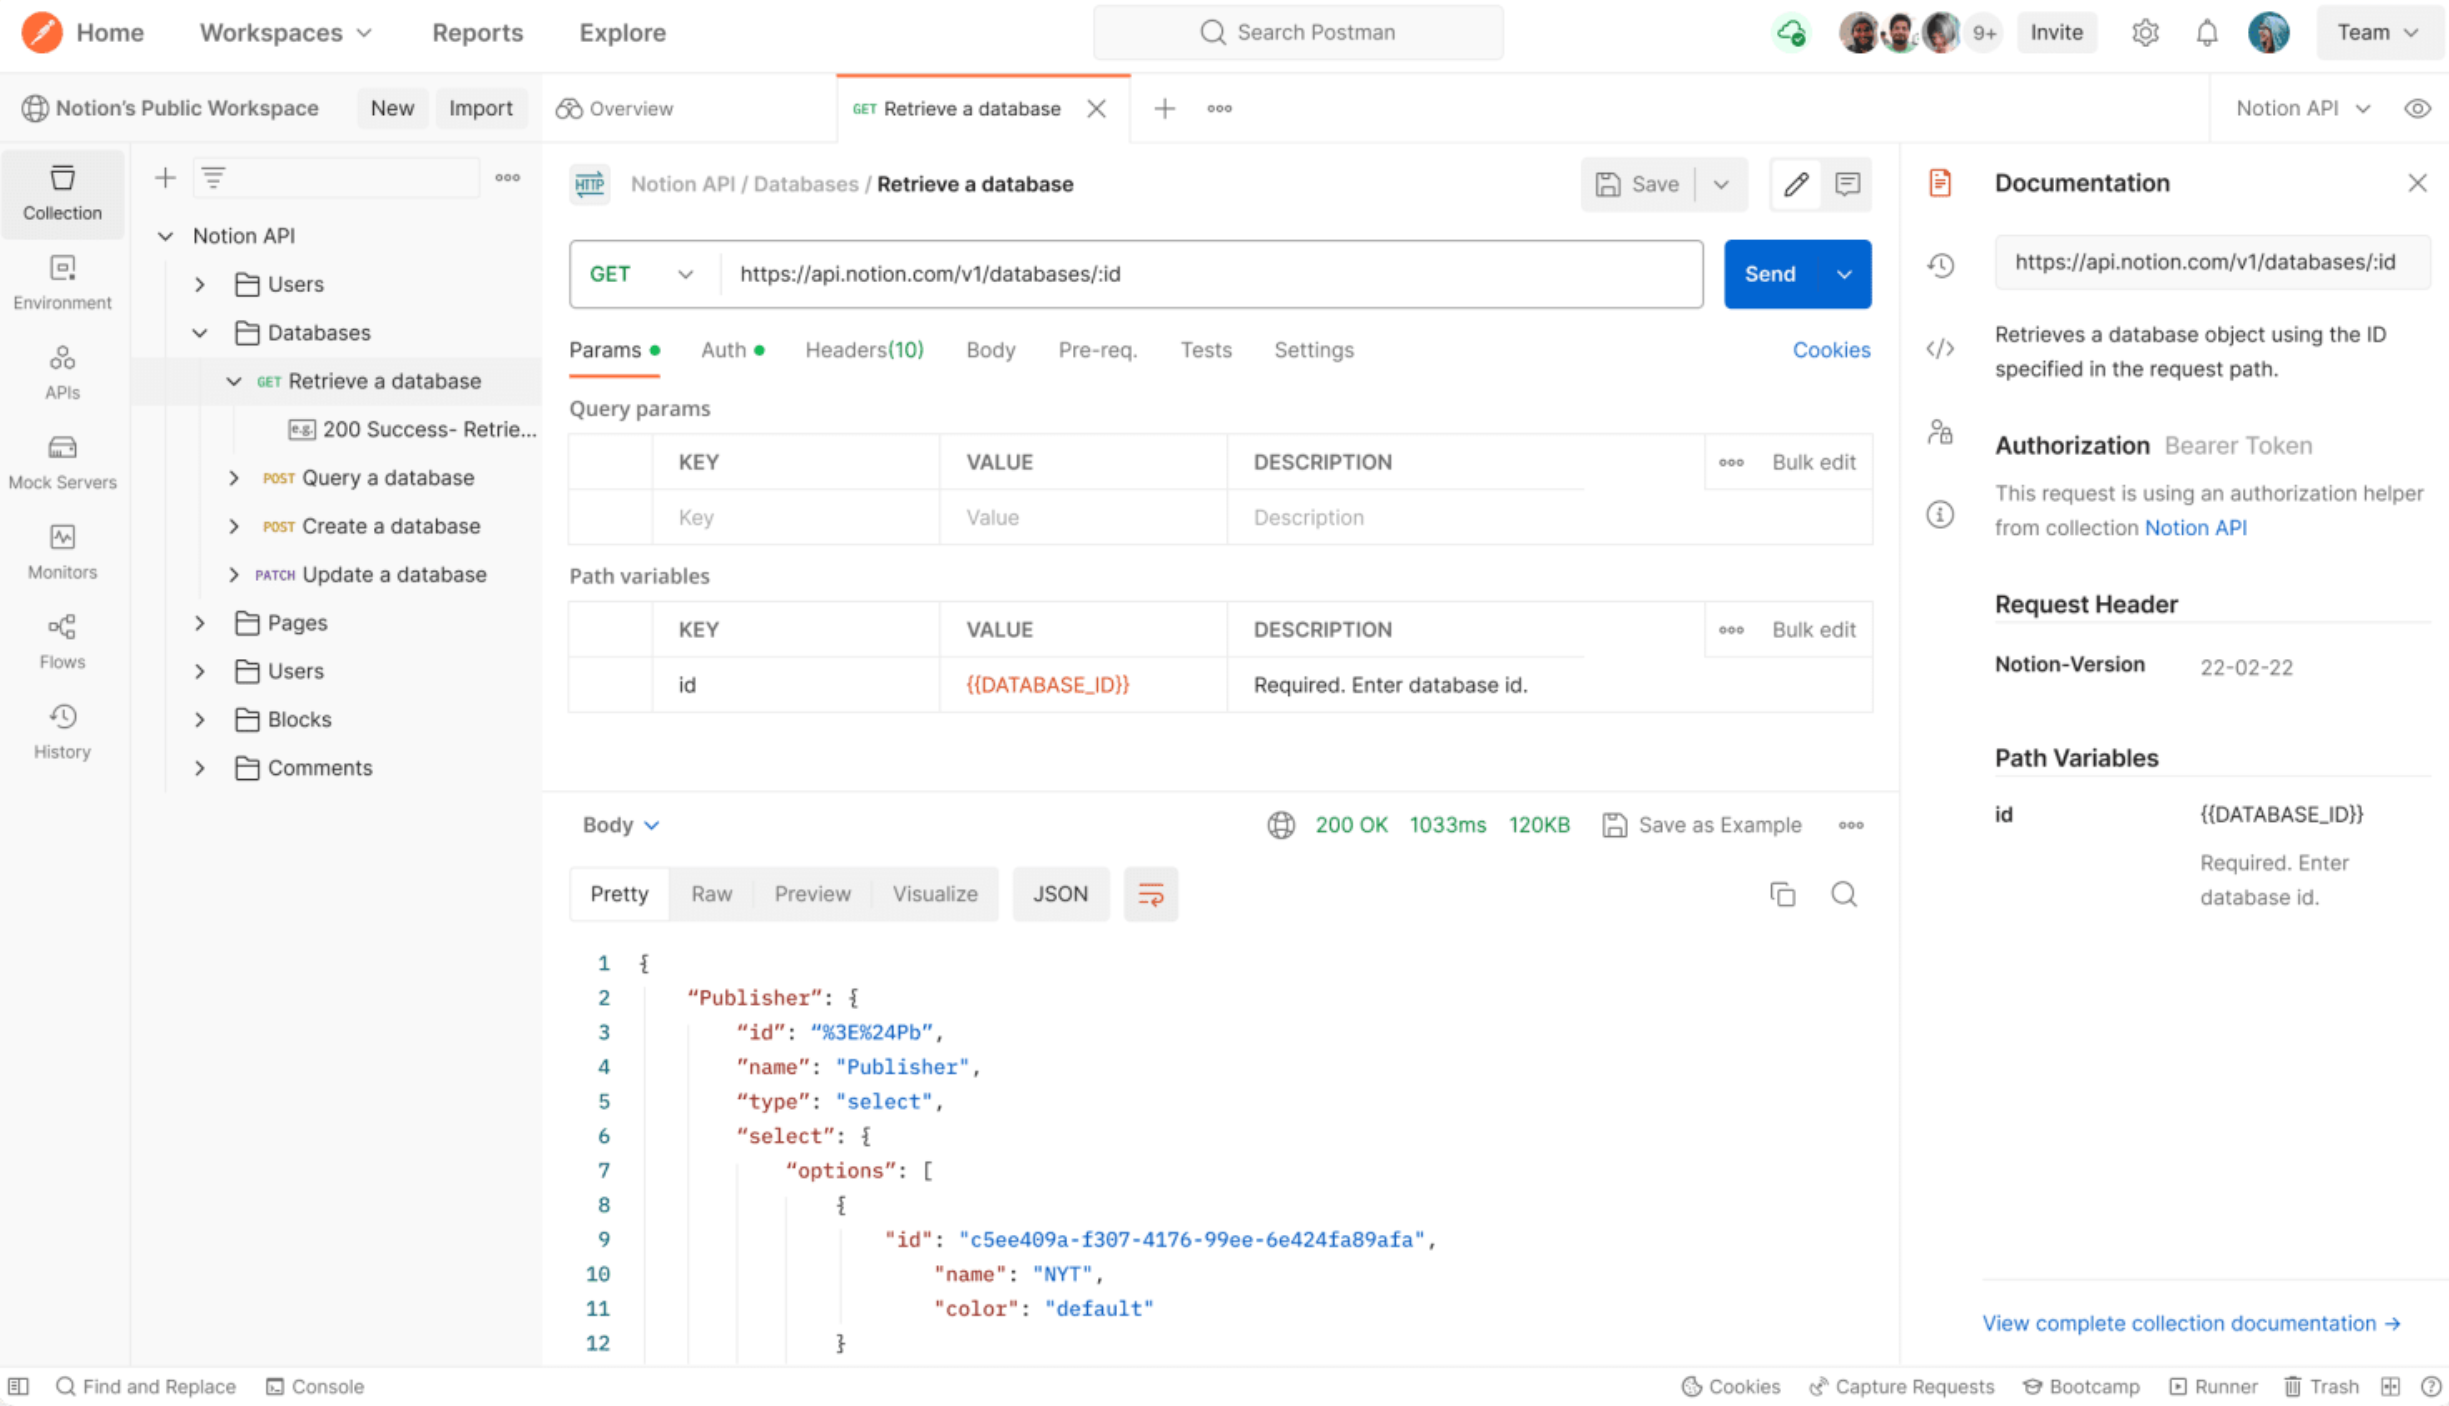 Home Workspaces Reports Explore Search Postman 9+ Invite Team
Notion’s Public Workspace New Import Overview GET Retrieve a database Notion API
Collection
Environment
APIs
Mock Servers
Monitors
Flows
History
Notion API
Users
Databases
GET Retrieve a database
e.g. 200 Success- Retrie...
POST Query a database
POST Create a database
PATCH Update a database
Pages
Users
Blocks
Comments
HTTP Notion API / Databases / Retrieve a database Save
GET https://api.notion.com/v1/databases/:id Send
Params Auth Headers(10) Body Pre-req. Tests Settings Cookies
Query params
KEY VALUE DESCRIPTION Bulk edit
Key Value Description
Path variables
KEY VALUE DESCRIPTION Bulk edit
id {{DATABASE_ID}} Required. Enter database id.
Body 200 OK 1033ms 120KB Save as Example
Pretty Raw Preview Visualize JSON
1 {
2 “Publisher”: {
3 “id”: “%3E%24Pb”,
4 ”name”: "Publisher",
5 “type”: "select",
6 “select”: {
7 “options”: [
8 {
9 "id": "c5ee409a-f307-4176-99ee-6e424fa89afa",
10 "name": "NYT",
11 "color": "default"
12 }
Documentation
https://api.notion.com/v1/databases/:id
Retrieves a database object using the ID
specified in the request path.
Authorization Bearer Token
This request is using an authorization helper
from collection Notion API
Request Header
Notion-Version 22-02-22
Path Variables
id {{DATABASE_ID}}
Required. Enter
database id.
View complete collection documentation →
Find and Replace Console Cookies Capture Requests Bootcamp Runner Trash